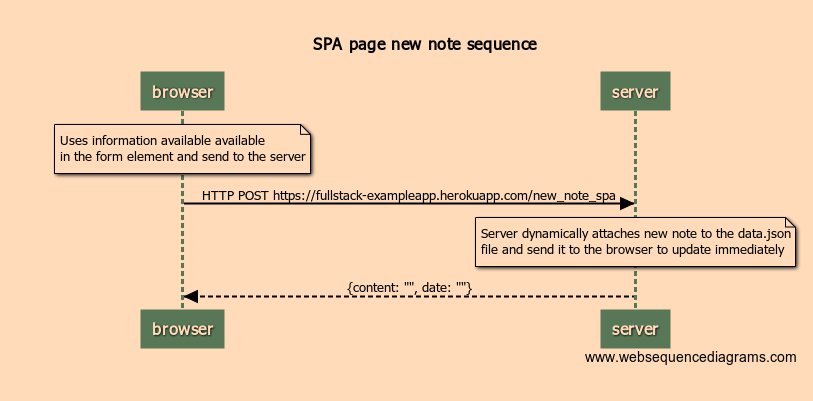 SPA page new note sequence
browser
server
Uses information available available
in the form element and send to the server
HTTP POST https://fullstack-exampleapp.herokuapp.com/new_note_spa
Server dynamically attaches new note to the data.json
file and send it to the browser to update immediately
{content: "", date: ""}
browser
server
www.websequencediagrams.com